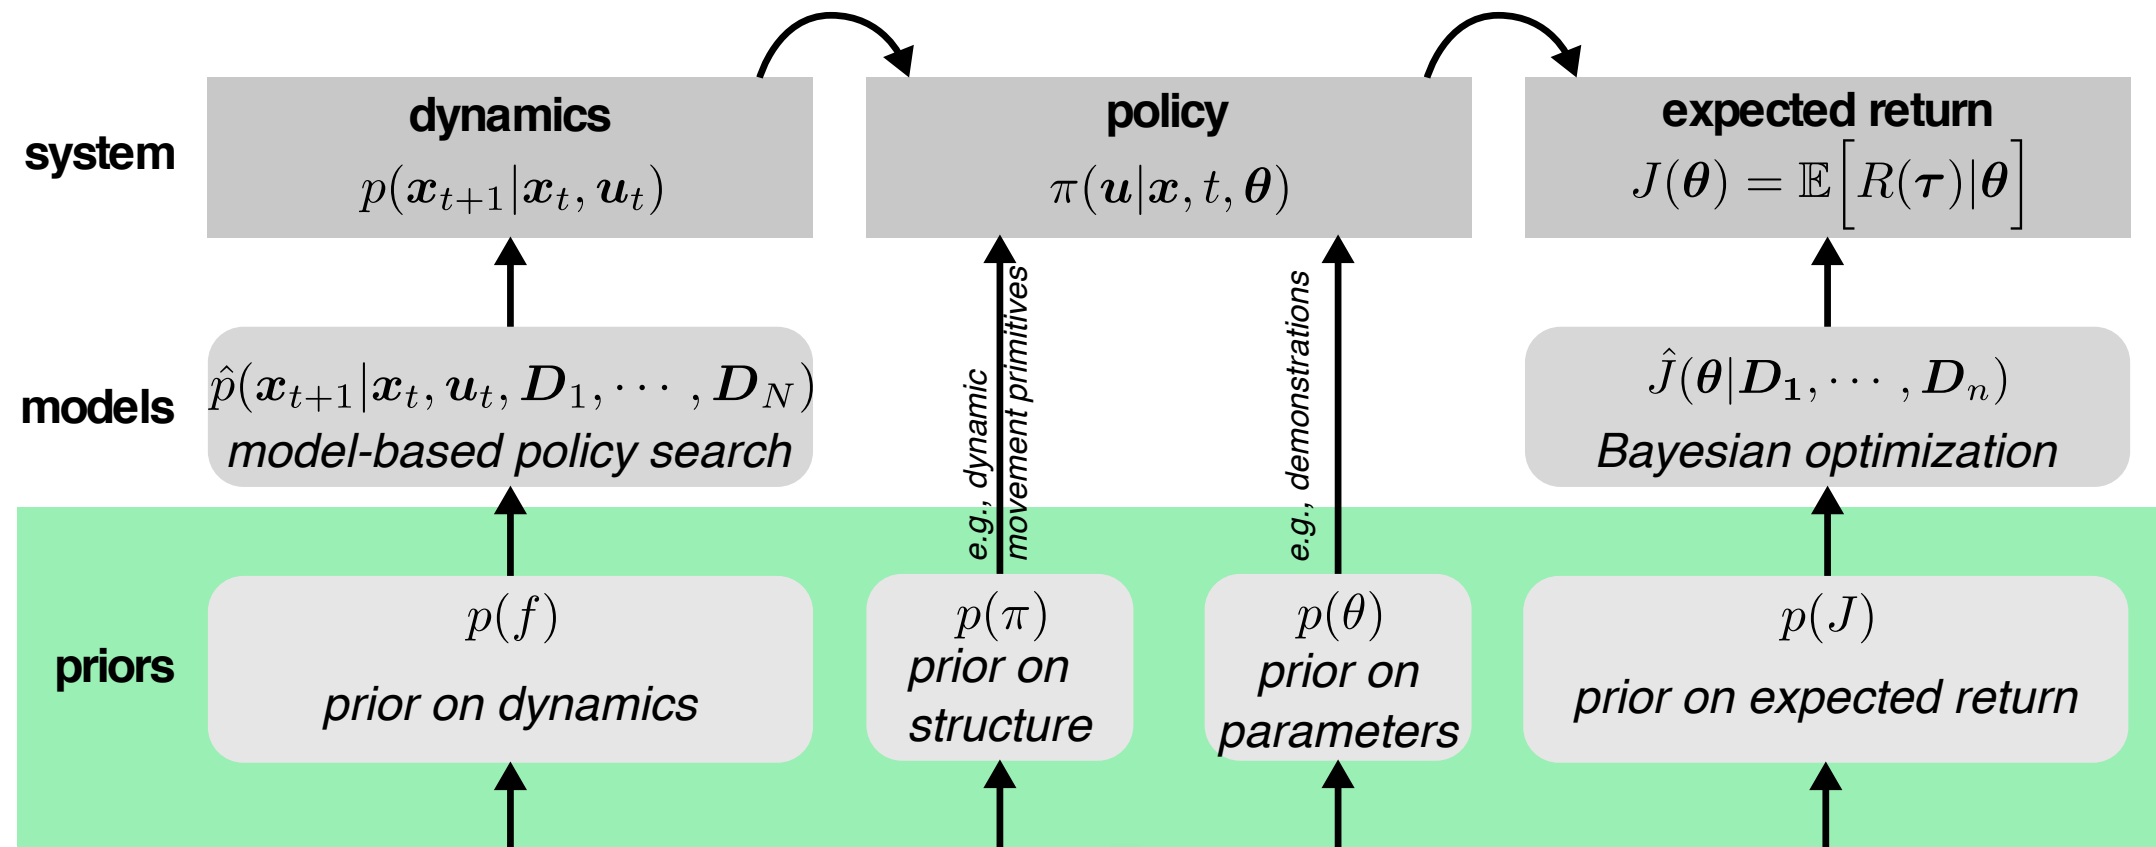 system
dynamics
p(x_{t+1}|x_t, u_t)
policy
π(u|x, t, θ)
expected return
J(θ) = 𝔼[R(τ)|θ]
models
p̂(x_{t+1}|x_t, u_t, D_1, ⋯ , D_N)
model-based policy search
e.g., dynamic
movement primitives
e.g., demonstrations
Ĵ(θ|D_1, ⋯ , D_n)
Bayesian optimization
priors
p(f)
prior on dynamics
p(π)
prior on
structure
p(θ)
prior on
parameters
p(J)
prior on expected return